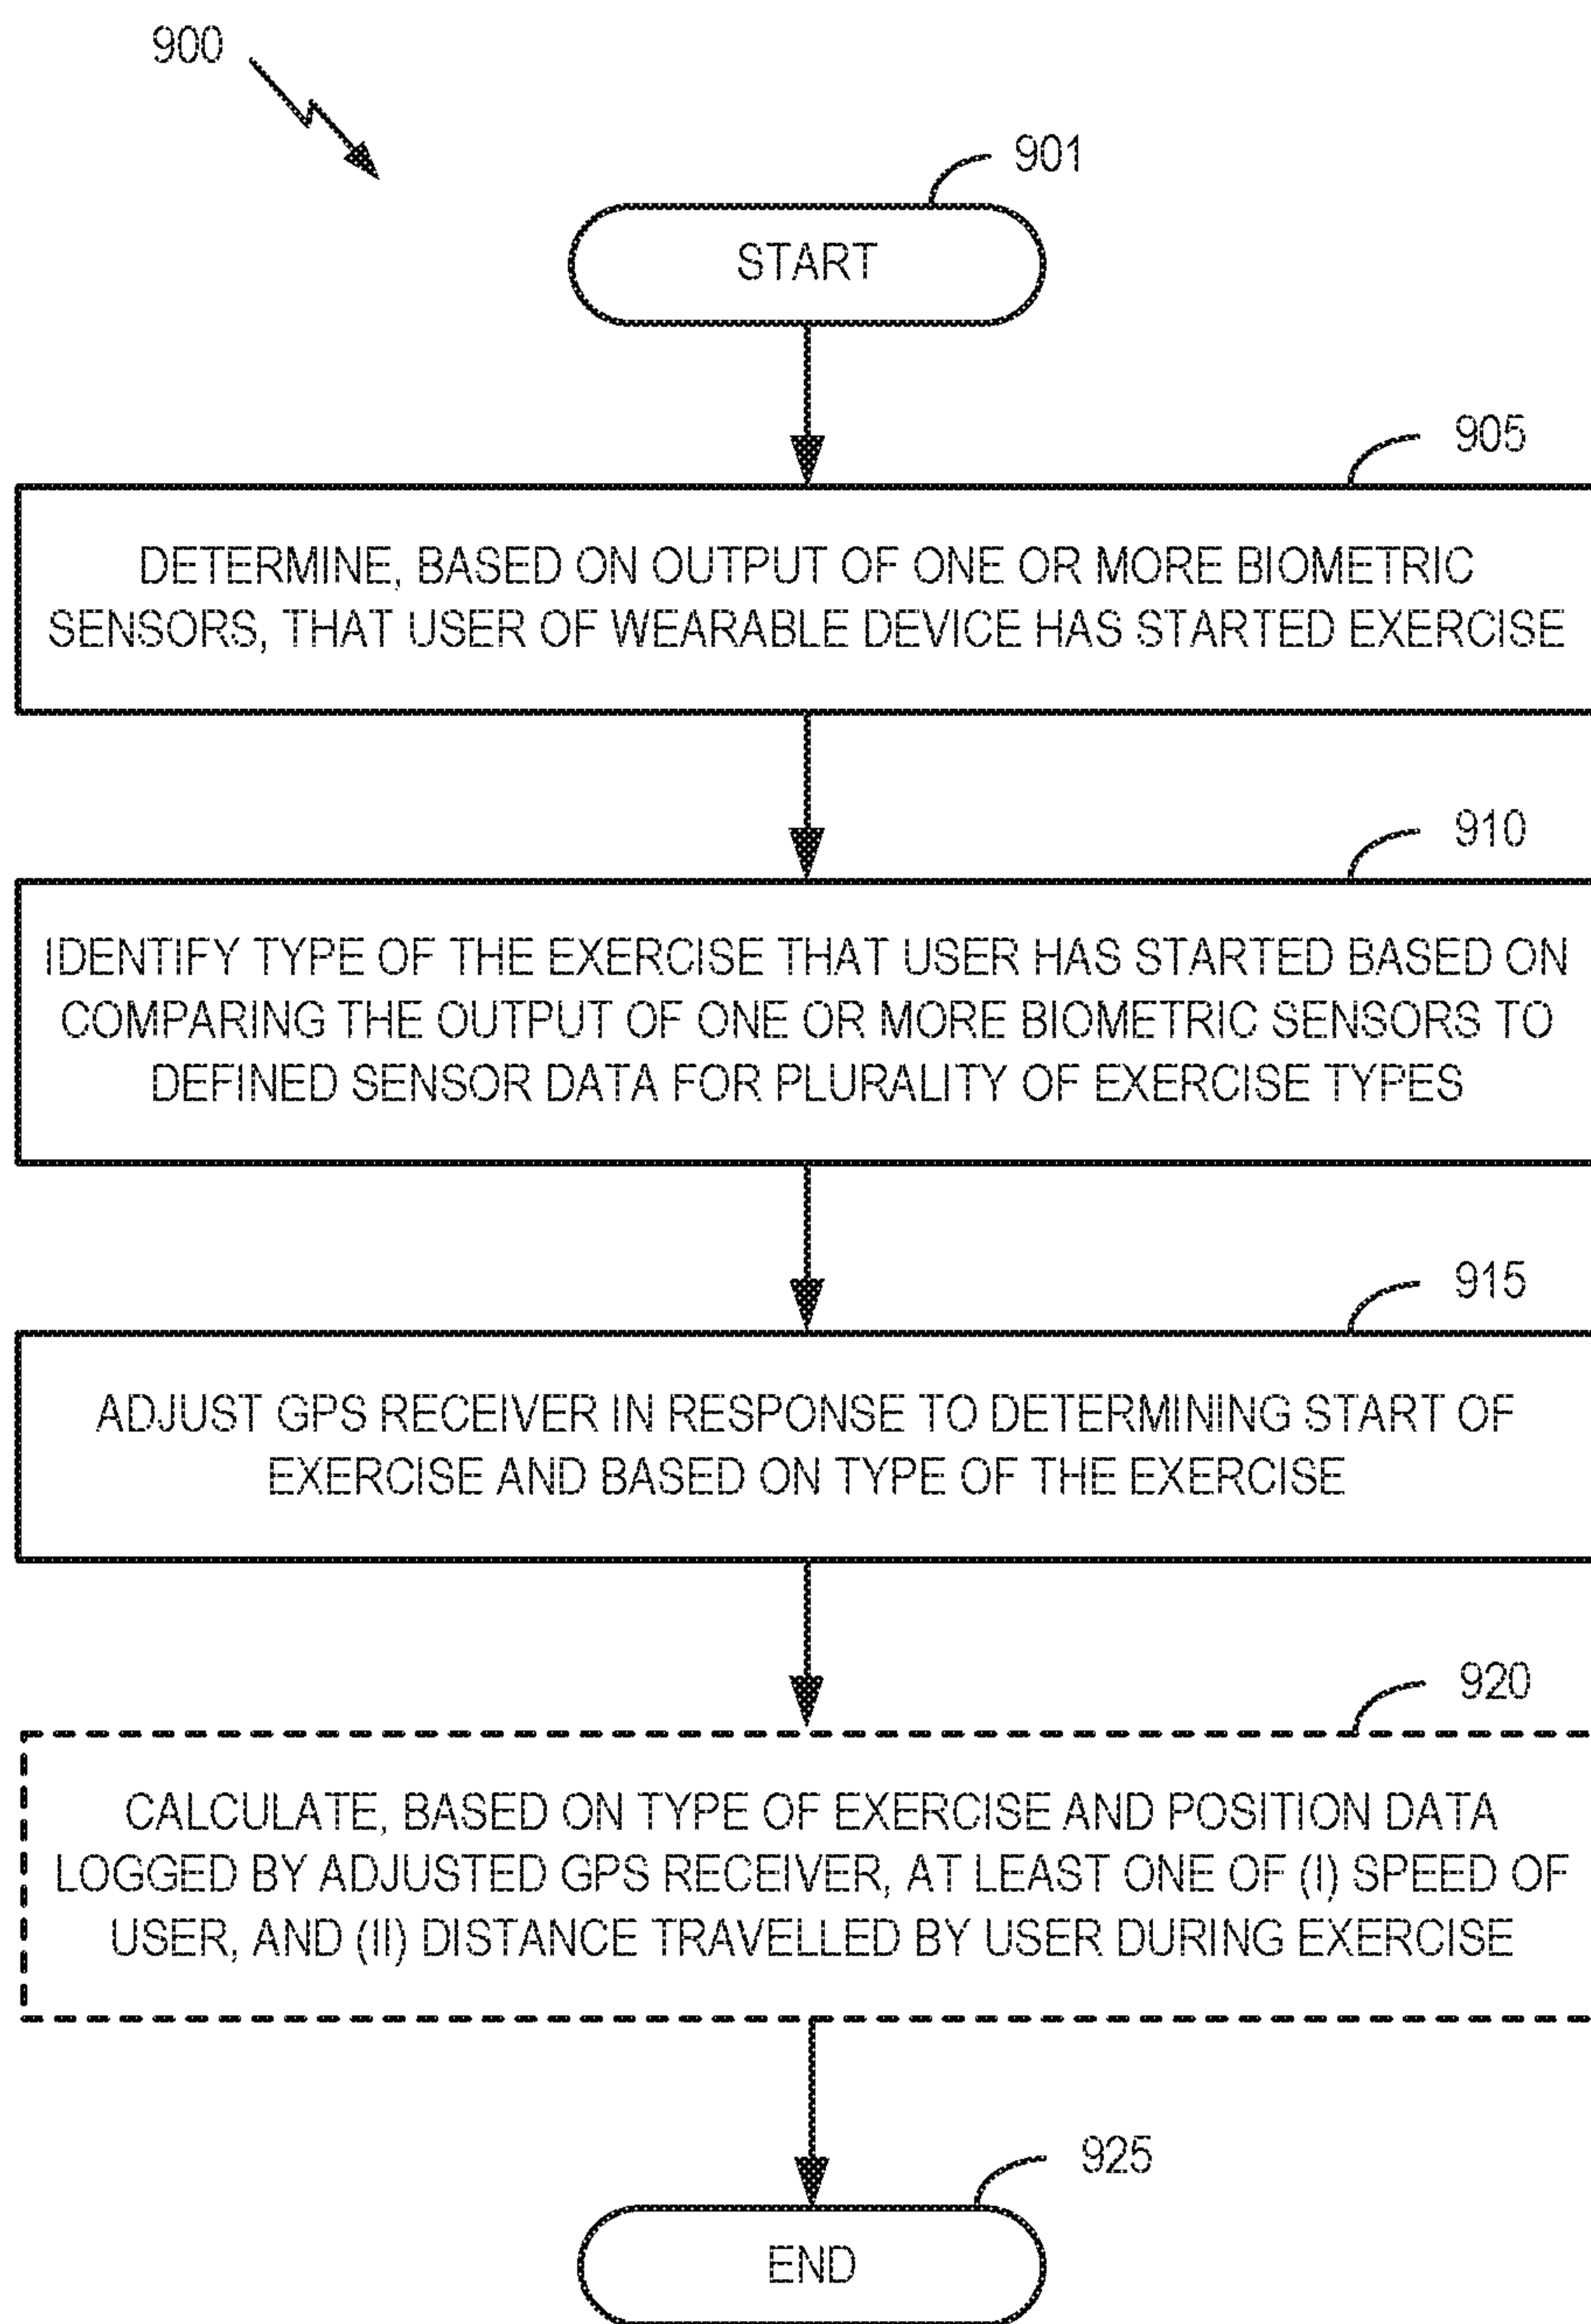 900
901
START
905
DETERMINE, BASED ON OUTPUT OF ONE OR MORE BIOMETRIC
SENSORS, THAT USER OF WEARABLE DEVICE HAS STARTED EXERCISE
910
IDENTIFY TYPE OF THE EXERCISE THAT USER HAS STARTED BASED ON
COMPARING THE OUTPUT OF ONE OR MORE BIOMETRIC SENSORS TO
DEFINED SENSOR DATA FOR PLURALITY OF EXERCISE TYPES
915
ADJUST GPS RECEIVER IN RESPONSE TO DETERMINING START OF
EXERCISE AND BASED ON TYPE OF THE EXERCISE
920
CALCULATE, BASED ON TYPE OF EXERCISE AND POSITION DATA
LOGGED BY ADJUSTED GPS RECEIVER, AT LEAST ONE OF (I) SPEED OF
USER, AND (II) DISTANCE TRAVELLED BY USER DURING EXERCISE
925
END